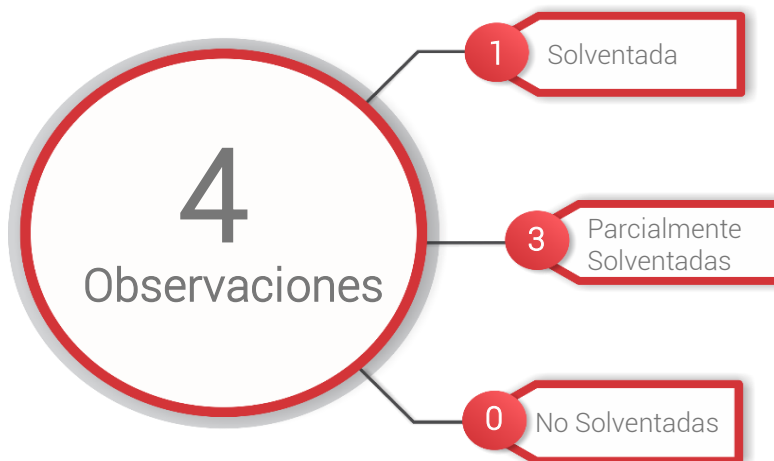 4
Observaciones
1
Solventada
3
Parcialmente
Solventadas
0
No Solventadas